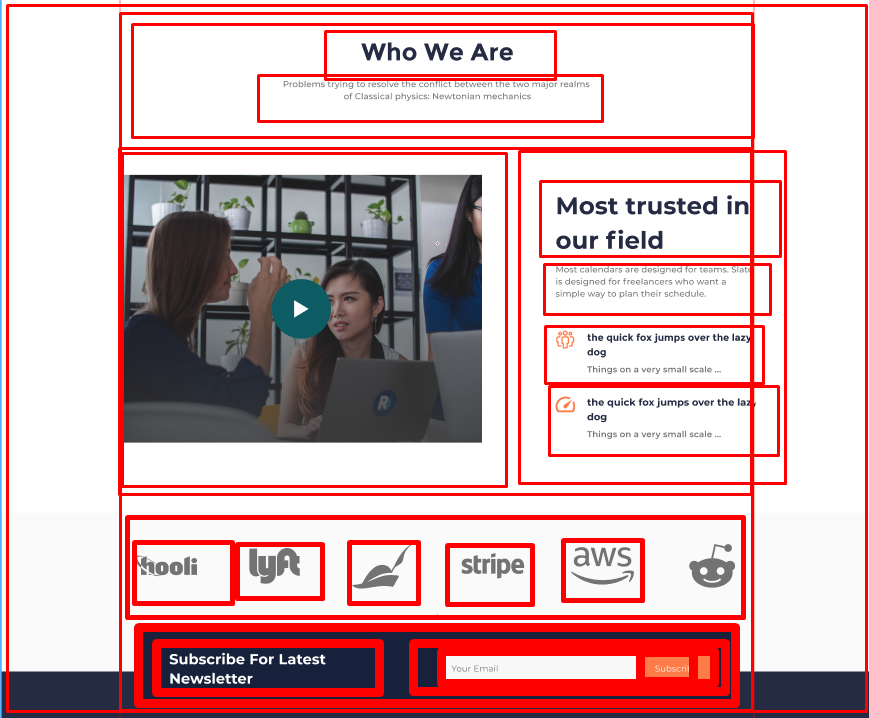 Who We Are
Problems trying to resolve the conflict between the two major realms
of Classical physics: Newtonian mechanics
Most trusted in
our field
Most calendars are designed for teams. Slate
is designed for freelancers who want a
simple way to plan their schedule.
the quick fox jumps over the lazy
dog
Things on a very small scale ...
the quick fox jumps over the lazy
dog
Things on a very small scale ...
R
hooli lyft stripe aws
Subscribe For Latest
Newsletter
Your Email